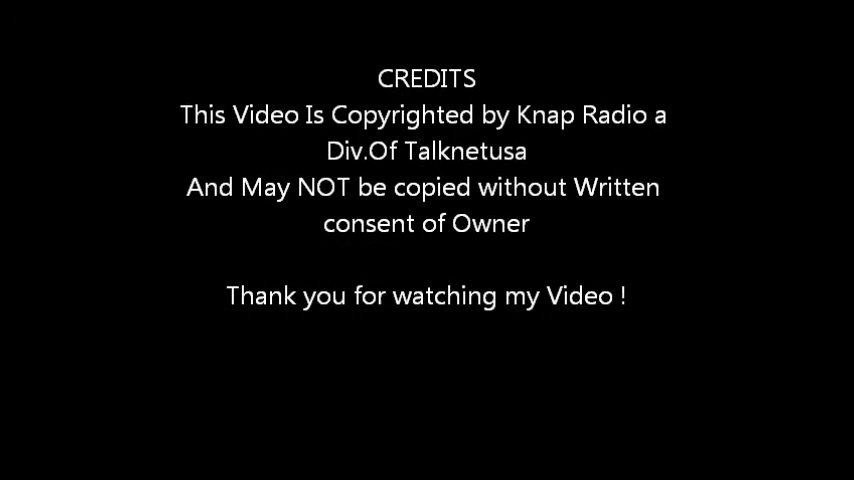 CREDITS
This Video Is Copyrighted by Knap Radio a
Div.Of Talknetusa
And May NOT be copied without Written
consent of Owner
Thank you for watching my Video !